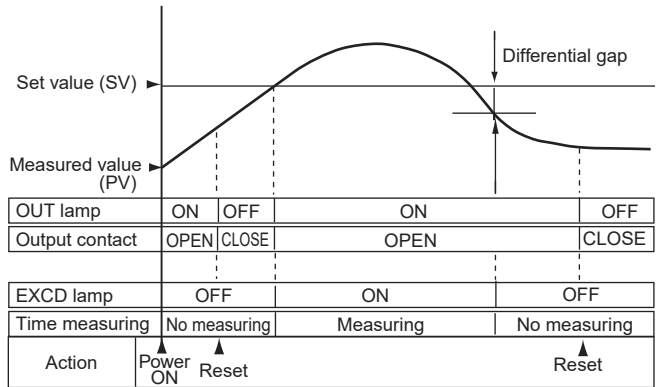 Differential gap
Set value (SV)
Measured value
(PV)
OUT lamp ON OFF ON OFF
Output contact OPEN CLOSE OPEN CLOSE
EXCD lamp OFF ON OFF
Time measuring No measuring Measuring No measuring
Action Power
ON Reset Reset